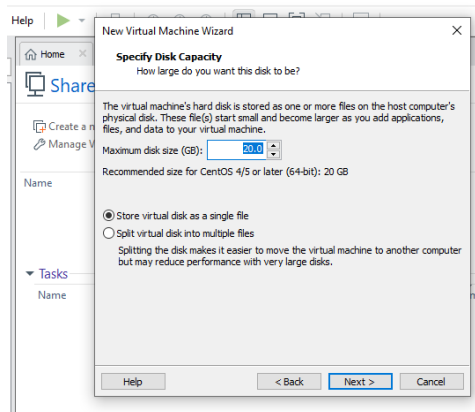 Help
New Virtual Machine Wizard
Home
Specify Disk Capacity
How large do you want this disk to be?
Share
The virtual machine's hard disk is stored as one or more files on the host computer's
physical disk. These file(s) start small and become larger as you add applications,
files, and data to your virtual machine.
Create a n
Manage V
Maximum disk size (GB): 20.0
Recommended size for CentOS 4/5 or later (64-bit): 20 GB
Name
Store virtual disk as a single file
Split virtual disk into multiple files
Splitting the disk makes it easier to move the virtual machine to another computer
but may reduce performance with very large disks.
Tasks
Name
Help
< Back
Next >
Cancel